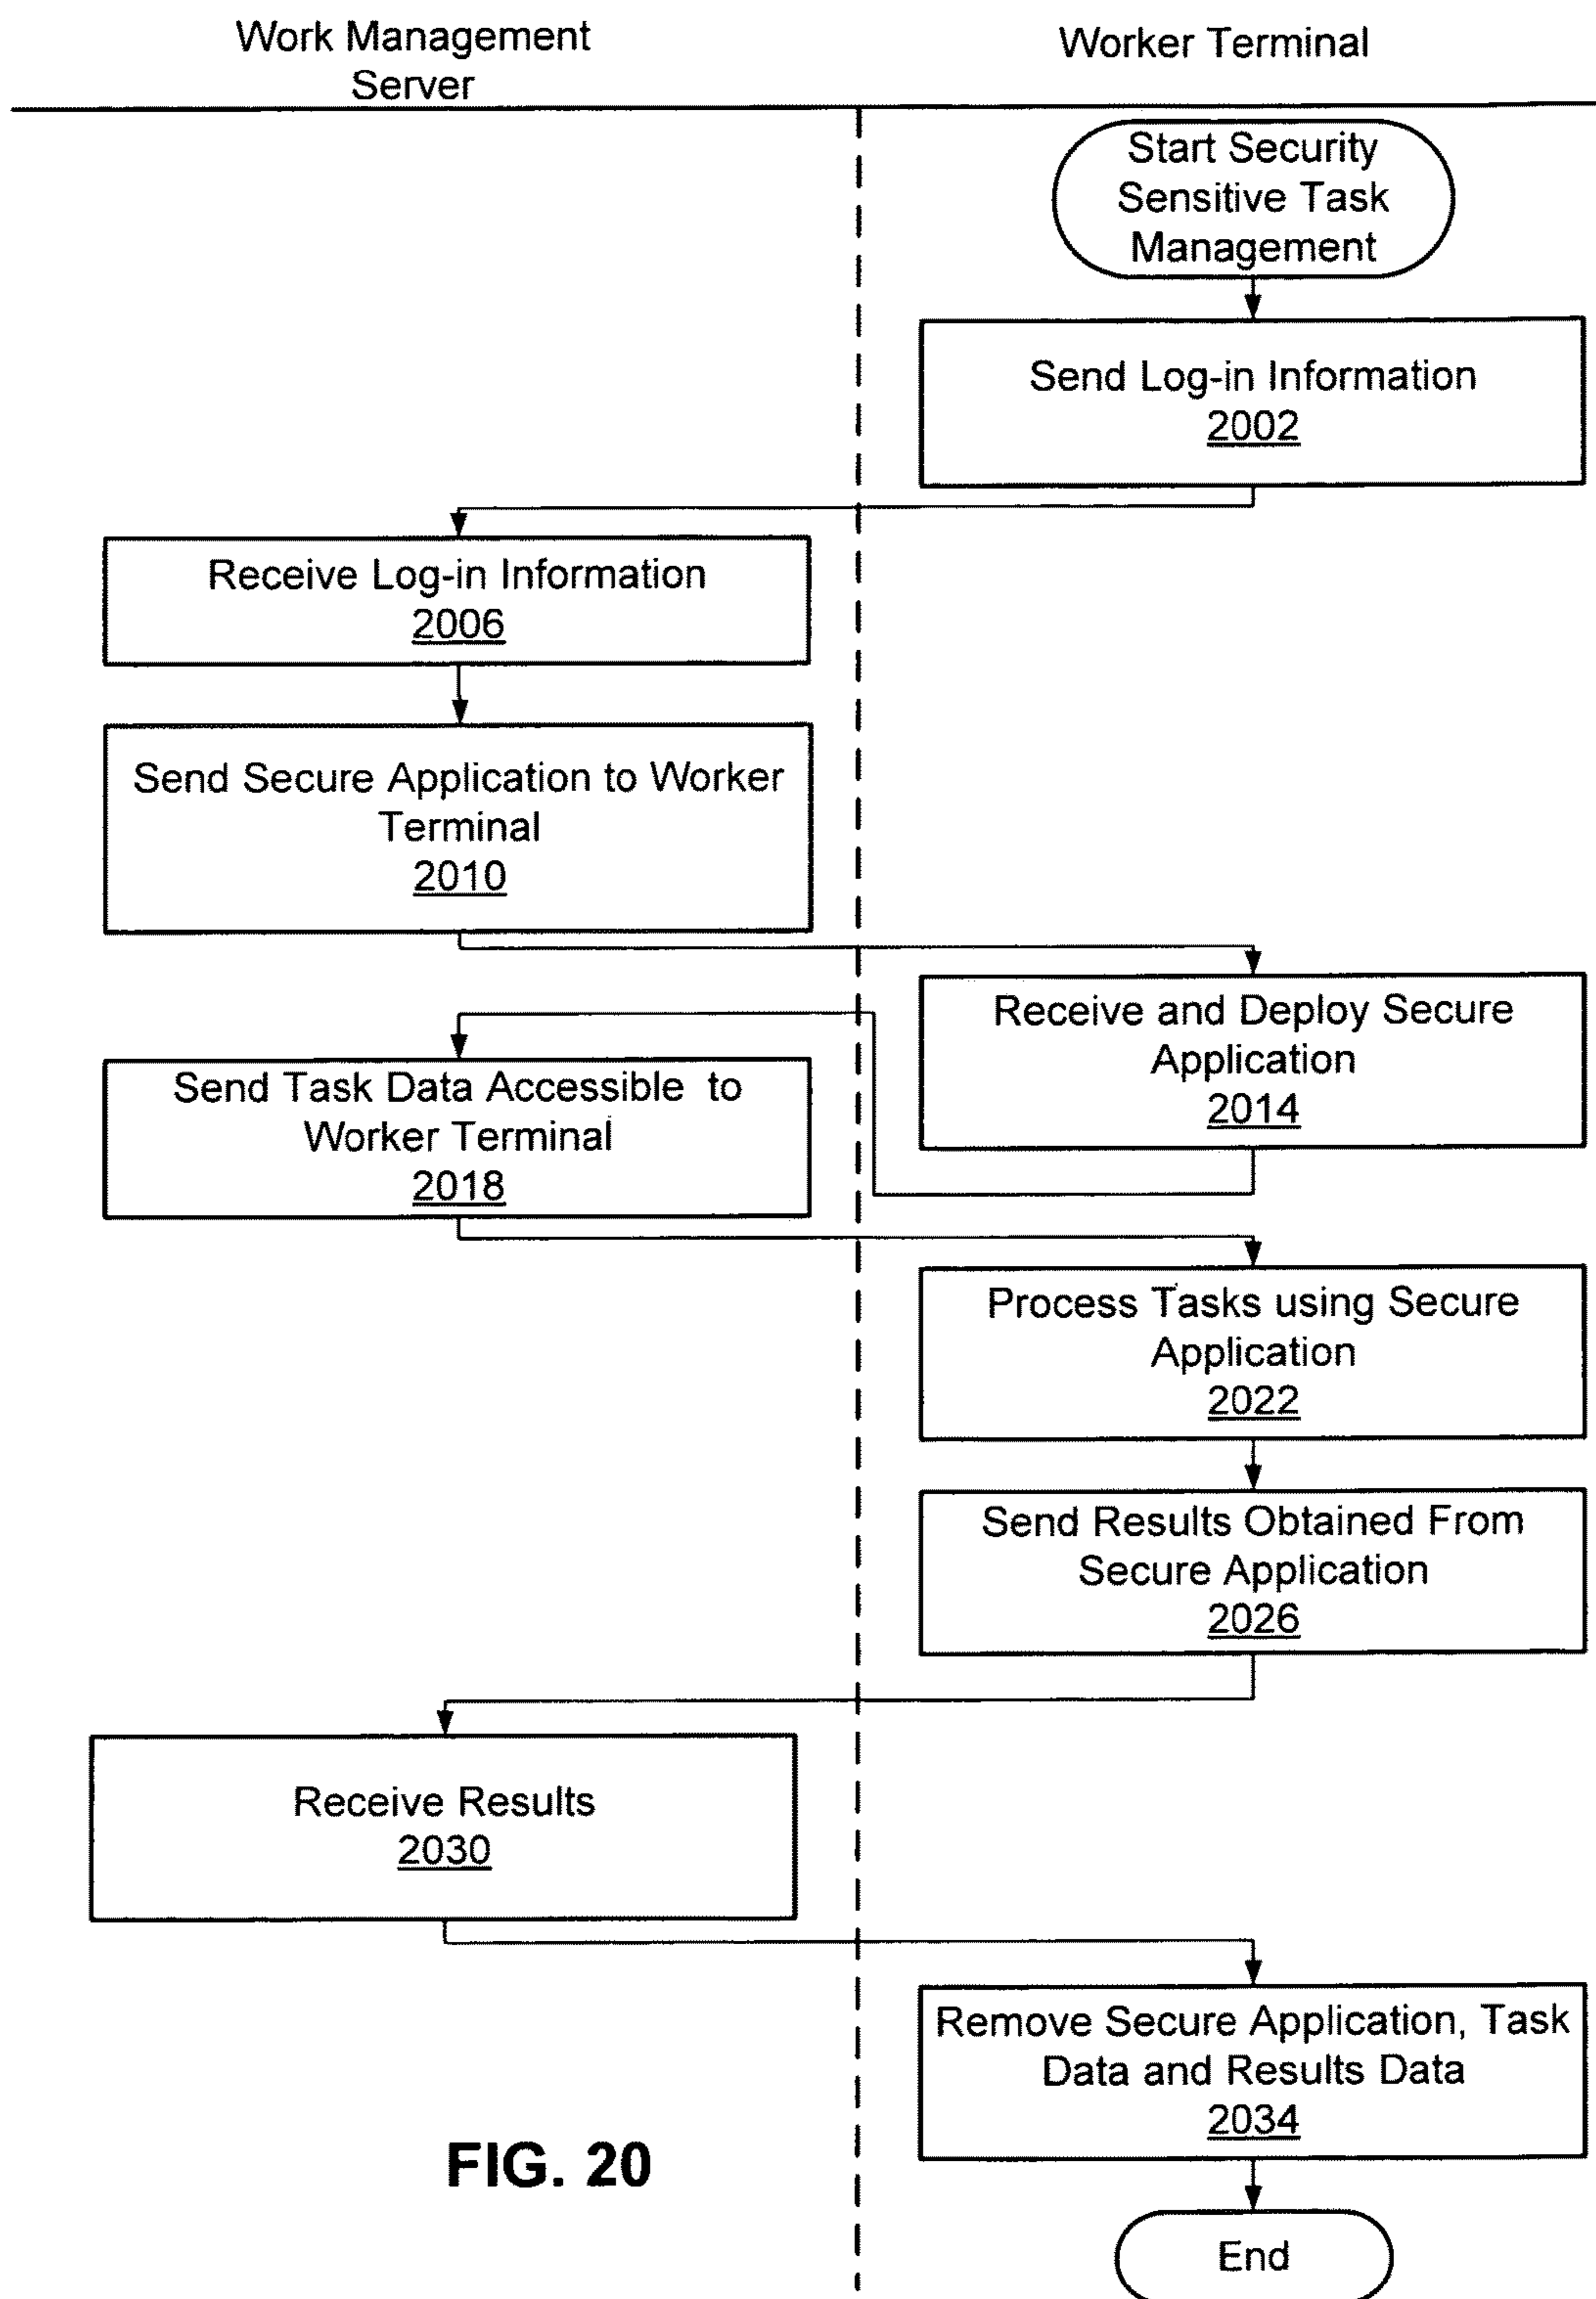 Work Management
Server
Worker Terminal
Start Security
Sensitive Task
Management
Send Log-in Information
2002
Receive Log-in Information
2006
Send Secure Application to Worker
Terminal
2010
Receive and Deploy Secure
Application
2014
Send Task Data Accessible to
Worker Terminal
2018
Process Tasks using Secure
Application
2022
Send Results Obtained From
Secure Application
2026
Receive Results
2030
Remove Secure Application, Task
Data and Results Data
2034
FIG. 20
End